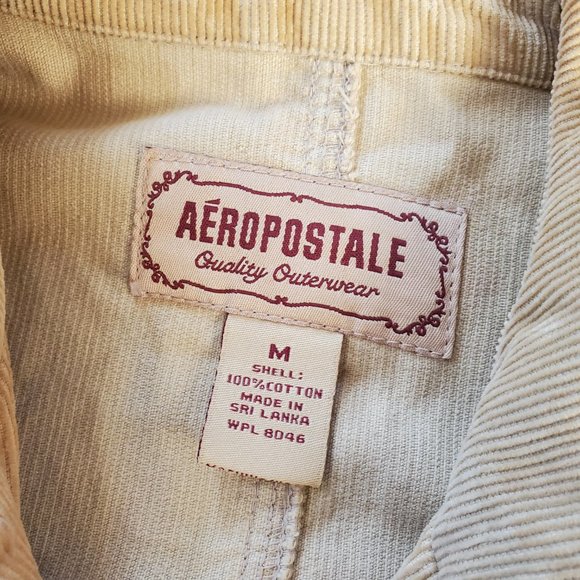 AÉROPOSTALE
Quality Outerwear
M
SHELL:
100%COTTON
MADE IN
SRI LANKA
WPL 8046